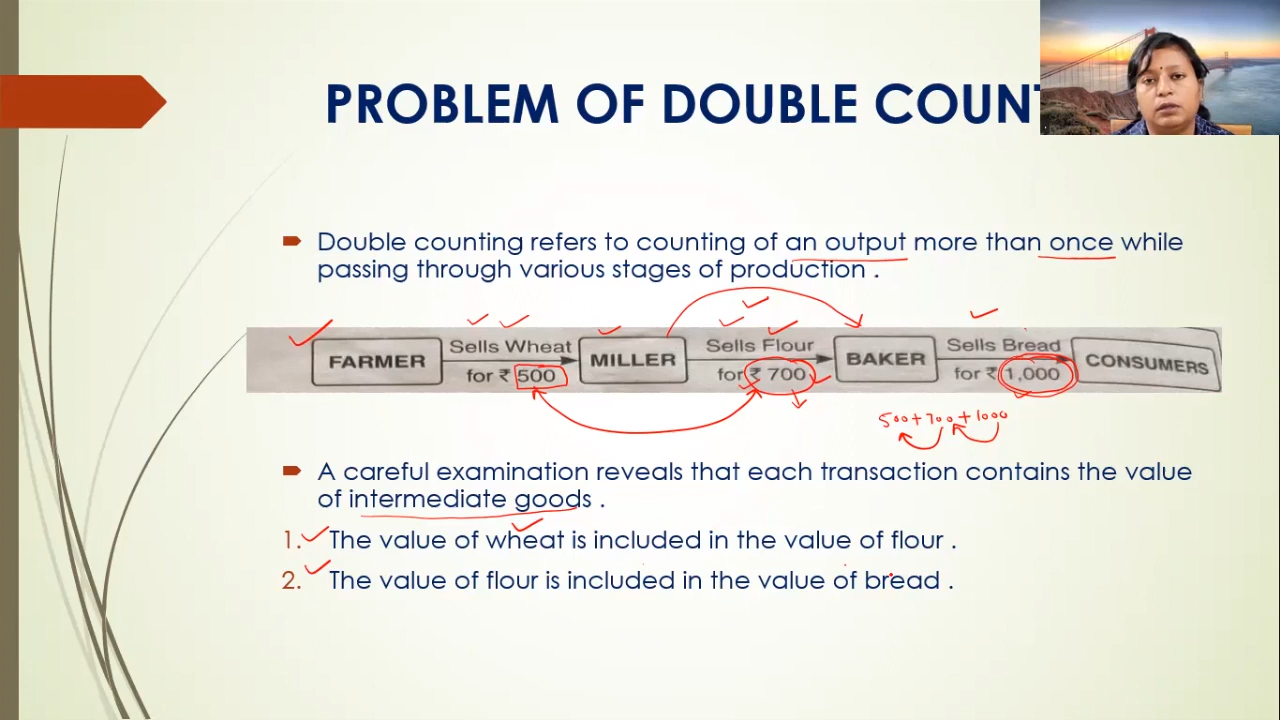 PROBLEM OF DOUBLE COUNT
Double counting refers to counting of an output more than once while
passing through various stages of production .
FARMER
Sells Wheat
for ₹ 500
MILLER
Sells Flour
for ₹ 700
BAKER
Sells Bread
for ₹ 1,000
CONSUMERS
500+700+1000
A careful examination reveals that each transaction contains the value
of intermediate goods .
1. The value of wheat is included in the value of flour .
2. The value of flour is included in the value of bread .